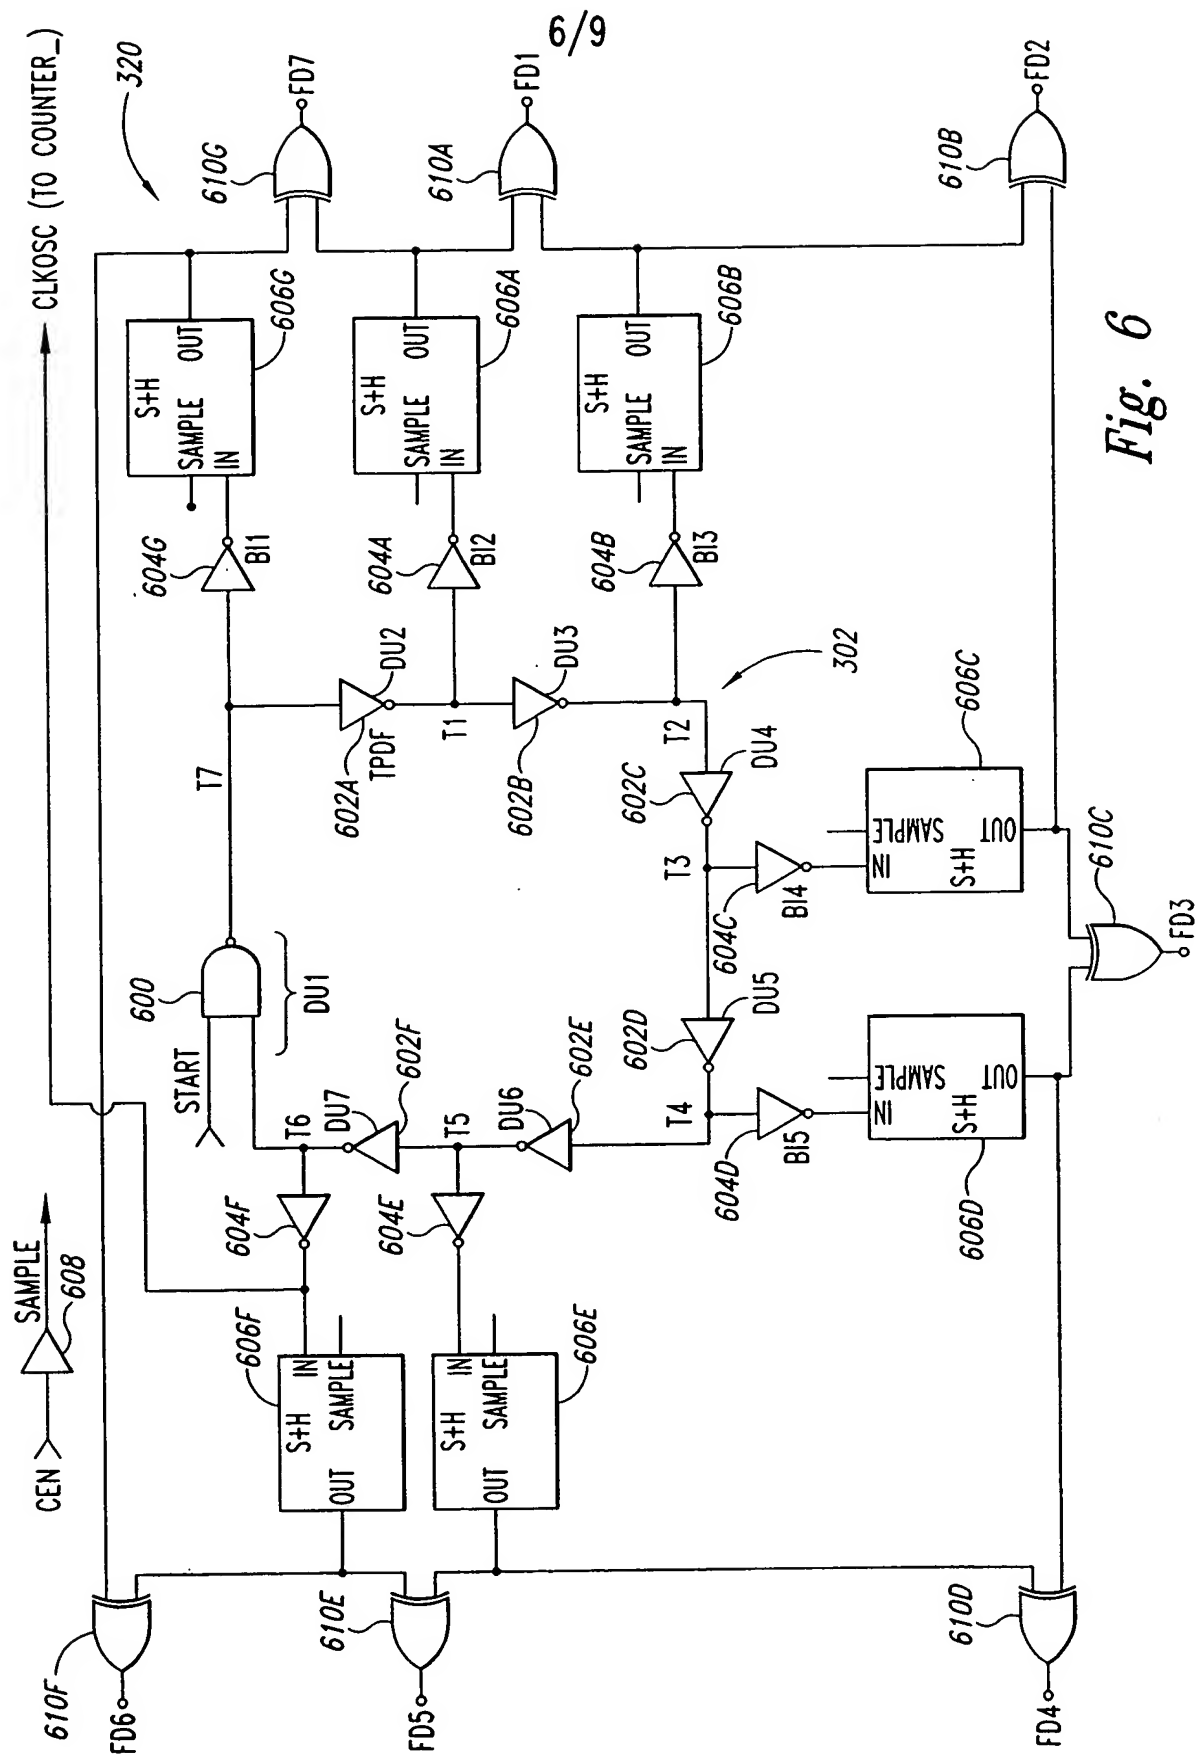 6/9
CLKOSC (TO COUNTER_)
320
CEN
SAMPLE
608
610F
FD6
610G
FD7
606G
S+H
SAMPLE
OUT
IN
604G
BI1
T7
600
START
DU1
604F
T6
606F
IN
S+H
SAMPLE
OUT
DU7
602F
610E
FD5
610A
FD1
606A
S+H
SAMPLE
OUT
IN
604A
BI2
DU2
602A
TPDF
T1
T5
604E
606E
IN
S+H
SAMPLE
OUT
DU6
602E
606B
S+H
SAMPLE
OUT
IN
604B
BI3
DU3
602B
T2
302
DU4
602C
T3
604C
BI4
602D
DU5
T4
604D
BI5
606C
IN
SAMPLE
S+H
OUT
606D
IN
SAMPLE
S+H
OUT
610B
FD2
610C
FD3
610D
FD4
Fig. 6